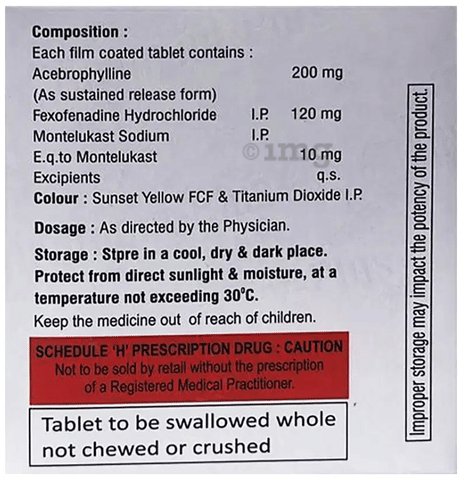 Composition :
Each film coated tablet contains :
Acebrophylline 200 mg
(As sustained release form)
Fexofenadine Hydrochloride I.P. 120 mg
Montelukast Sodium I.P.
E.q.to Montelukast 10 mg
Excipients q.s.
Colour : Sunset Yellow FCF & Titanium Dioxide I.P.
Dosage : As directed by the Physician.
Storage : Stpre in a cool, dry & dark place.
Protect from direct sunlight & moisture, at a
temperature not exceeding 30°C.
Keep the medicine out of reach of children.
SCHEDULE 'H' PRESCRIPTION DRUG : CAUTION
Not to be sold by retail without the prescription
of a Registered Medical Practitioner.
Tablet to be swallowed whole
not chewed or crushed
Improper storage may impact the potency of the product.
©1mg